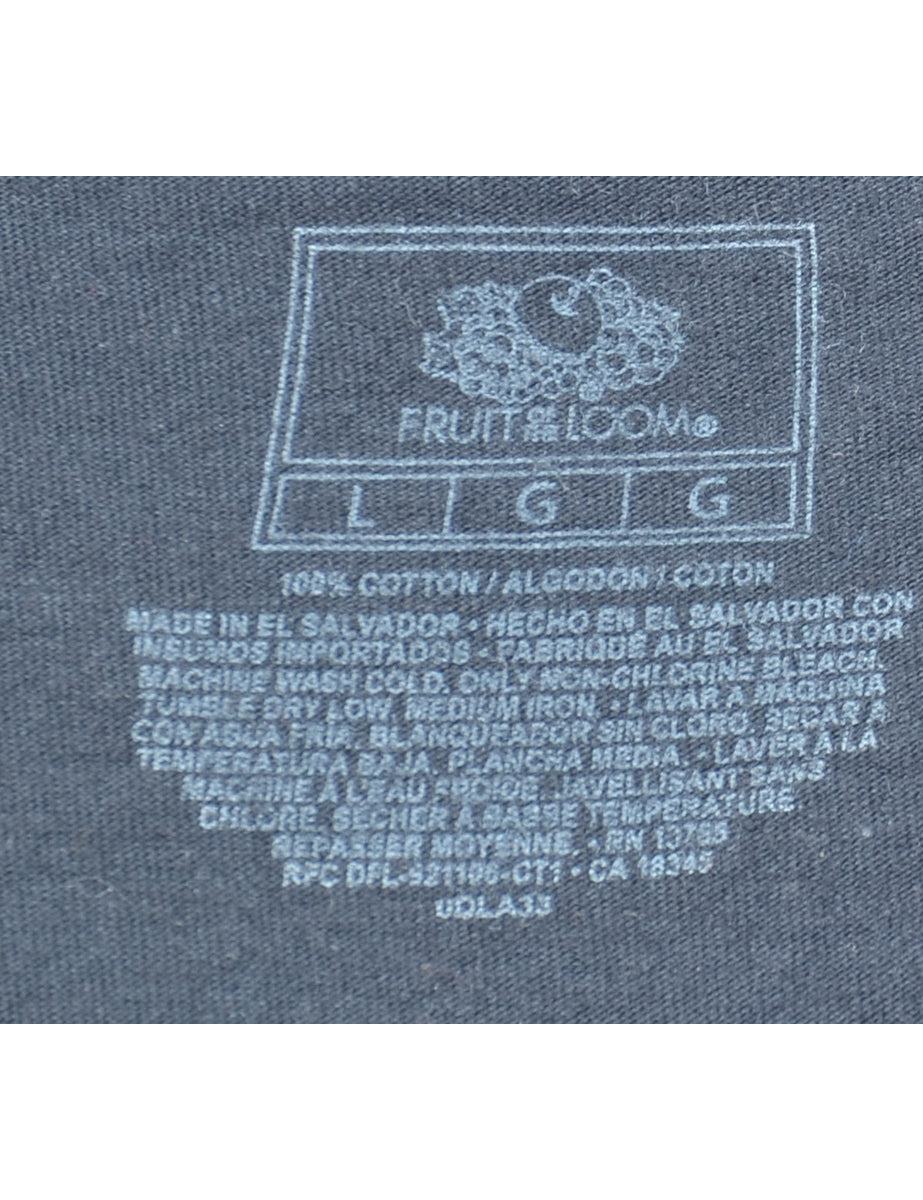 FRUIT OF THE LOOM®
L G G
100% COTTON / ALGODON / COTON
MADE IN EL SALVADOR • HECHO EN EL SALVADOR CON
INSUMOS IMPORTADOS • FABRIQUÉ AU EL SALVADOR
MACHINE WASH COLD. ONLY NON-CHLORINE BLEACH.
TUMBLE DRY LOW. MEDIUM IRON. • LAVAR A MÁQUINA
CON AGUA FRIA. BLANQUEADOR SIN CLORO. SECAR A
TEMPERATURA BAJA. PLANCHA MEDIA. • LAVER À LA
MACHINE À L'EAU FROIDE. JAVELLISANT SANS
CHLORE. SÉCHER À BASSE TEMPÉRATURE.
REPASSER MOYENNE. • RN 13765
RFC DFL-921106-CT1 • CA 16345
UDLA33